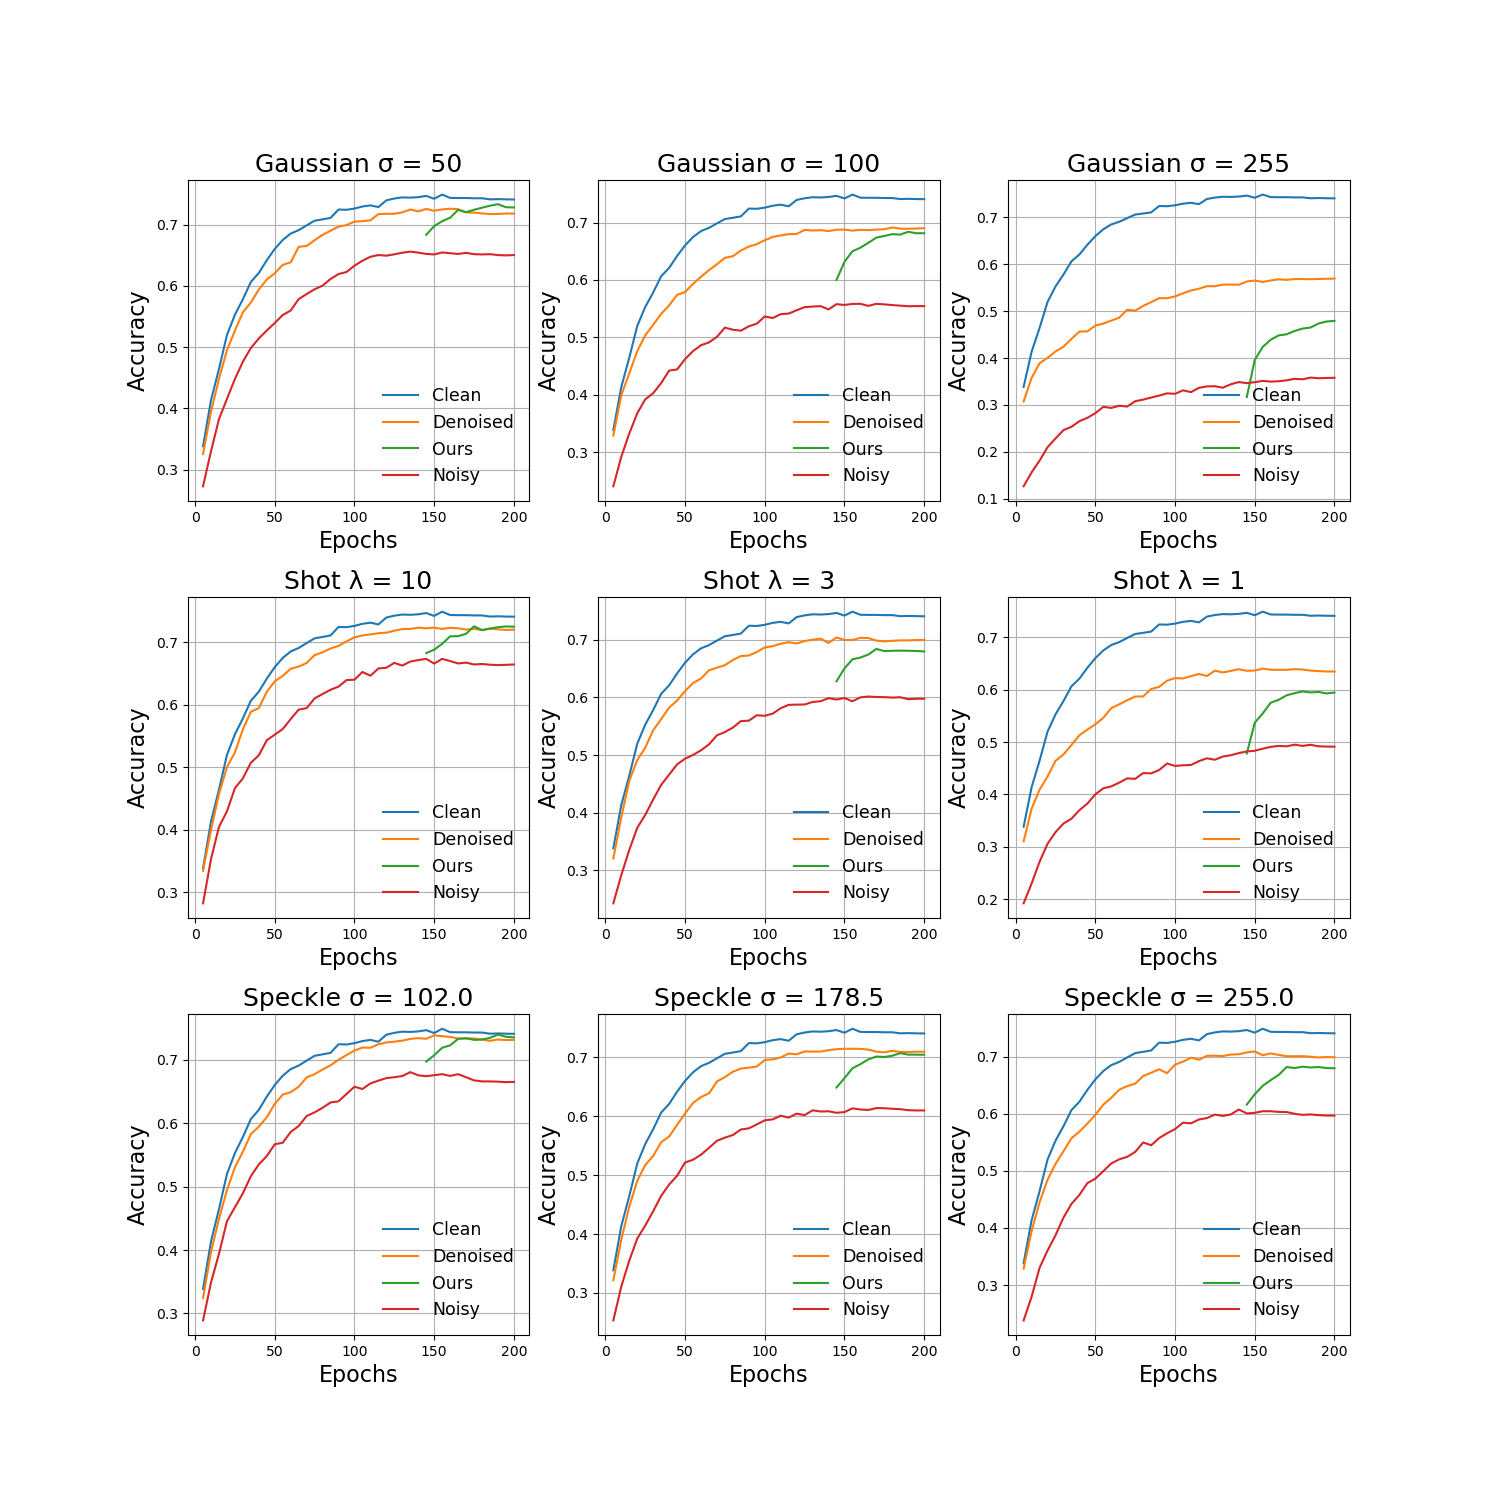 Gaussian σ = 50
Gaussian σ = 100
Gaussian σ = 255
Accuracy
0.7
0.6
0.5
0.4
0.3
Clean
Denoised
Ours
Noisy
0 50 100 150 200
Epochs
Accuracy
0.7
0.6
0.5
0.4
0.3
Clean
Denoised
Ours
Noisy
0 50 100 150 200
Epochs
Accuracy
0.7
0.6
0.5
0.4
0.3
0.2
0.1
Clean
Denoised
Ours
Noisy
0 50 100 150 200
Epochs
Shot λ = 10
Shot λ = 3
Shot λ = 1
Accuracy
0.7
0.6
0.5
0.4
0.3
Clean
Denoised
Ours
Noisy
0 50 100 150 200
Epochs
Accuracy
0.7
0.6
0.5
0.4
0.3
Clean
Denoised
Ours
Noisy
0 50 100 150 200
Epochs
Accuracy
0.7
0.6
0.5
0.4
0.3
0.2
Clean
Denoised
Ours
Noisy
0 50 100 150 200
Epochs
Speckle σ = 102.0
Speckle σ = 178.5
Speckle σ = 255.0
Accuracy
0.7
0.6
0.5
0.4
0.3
Clean
Denoised
Ours
Noisy
0 50 100 150 200
Epochs
Accuracy
0.7
0.6
0.5
0.4
0.3
Clean
Denoised
Ours
Noisy
0 50 100 150 200
Epochs
Accuracy
0.7
0.6
0.5
0.4
0.3
Clean
Denoised
Ours
Noisy
0 50 100 150 200
Epochs